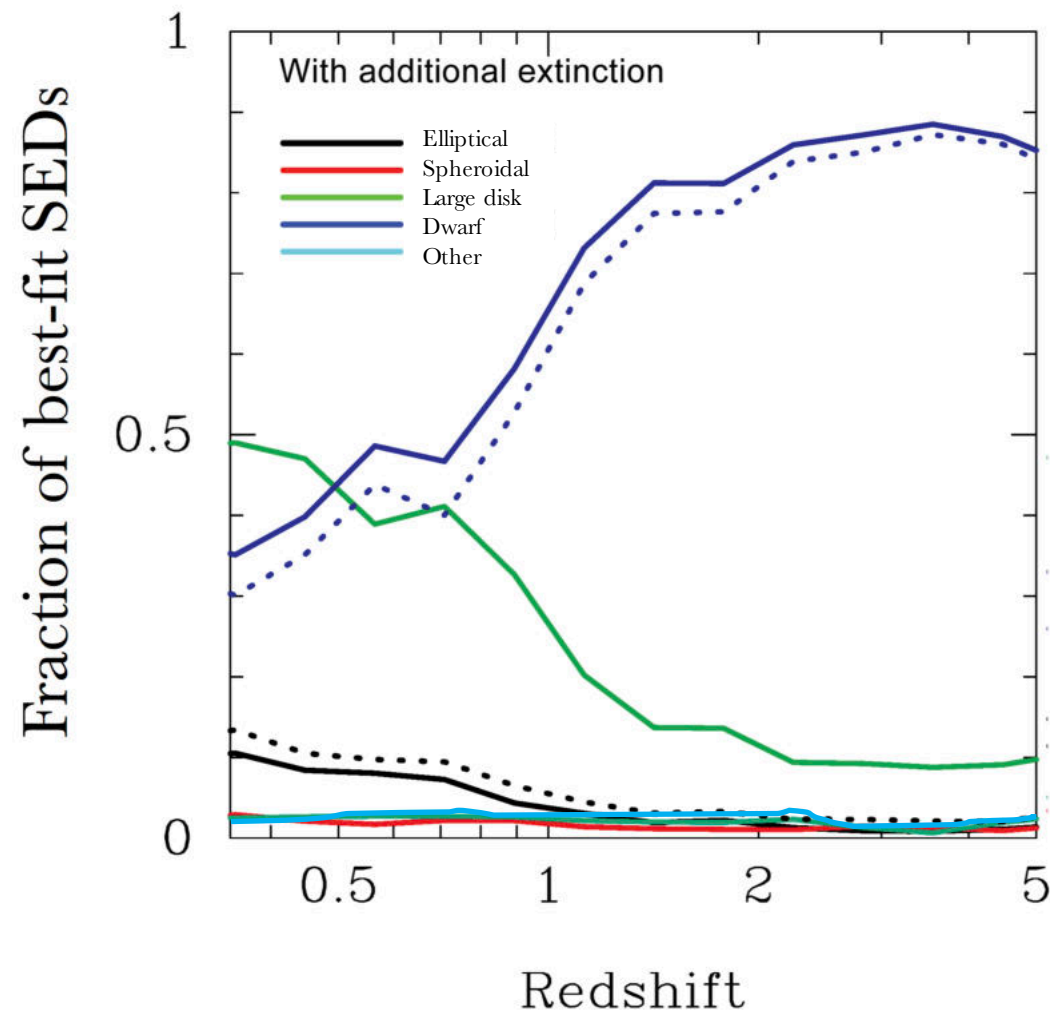 1
With additional extinction
Elliptical
Spheroidal
Large disk
Dwarf
Other
Fraction of best-fit SEDs
0.5
0
0.5 1 2 5
Redshift